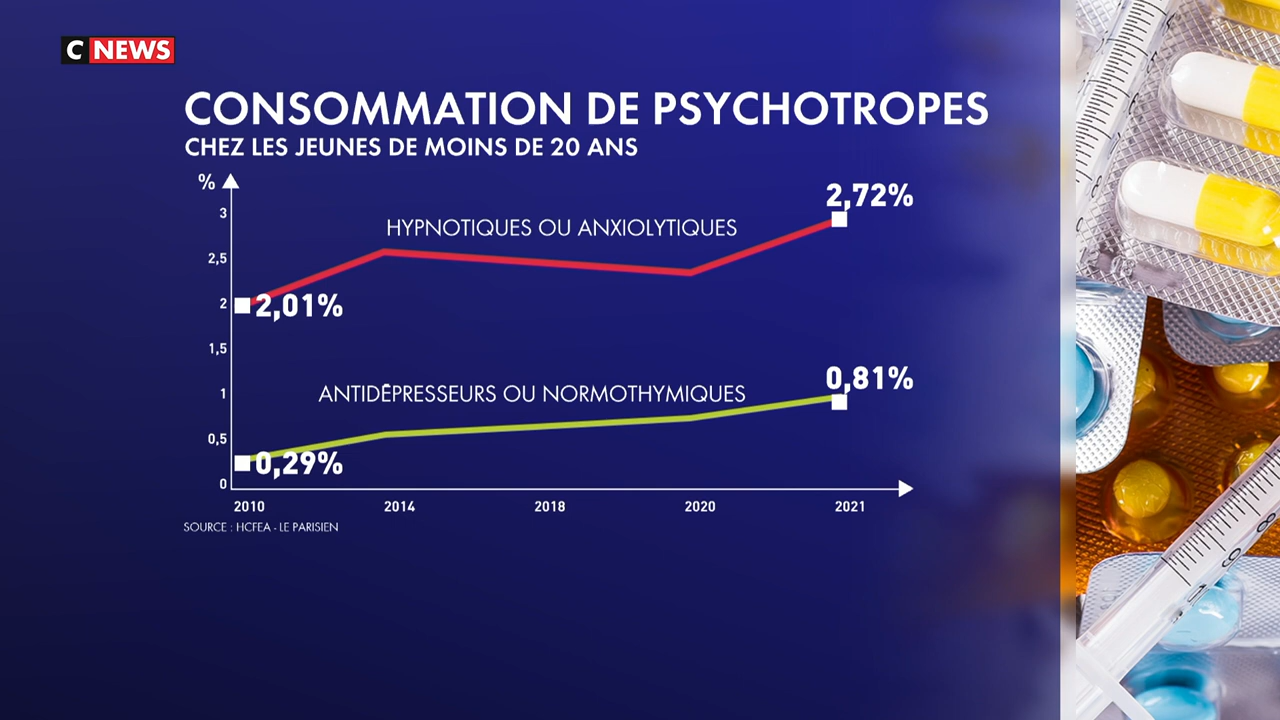 C NEWS
CONSOMMATION DE PSYCHOTROPES
CHEZ LES JEUNES DE MOINS DE 20 ANS
%
2,72%
3
HYPNOTIQUES OU ANXIOLYTIQUES
2,5
2
2,01%
1,5
0,81%
1
ANTIDÉPRESSEURS OU NORMOTHYMIQUES
0,5
0,29%
0
2010 2014 2018 2020 2021
SOURCE : HCFEA - LE PARISIEN